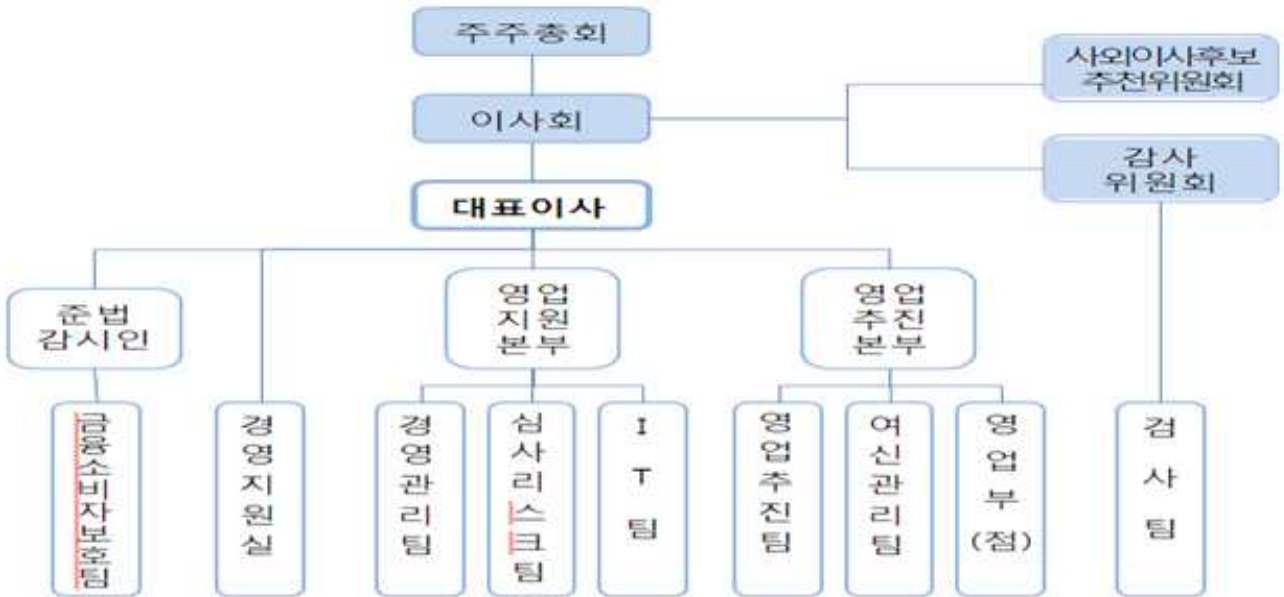 주주총회
사외이사후보
추천위원회
이사회
감사
위원회
대표이사
준법
감시인
영업
지원
본부
영업
추진
본부
금융소비자보호팀
경영지원실
경영관리팀
심사리스크팀
IT팀
영업추진팀
여신관리팀
영업부(점)
검사팀